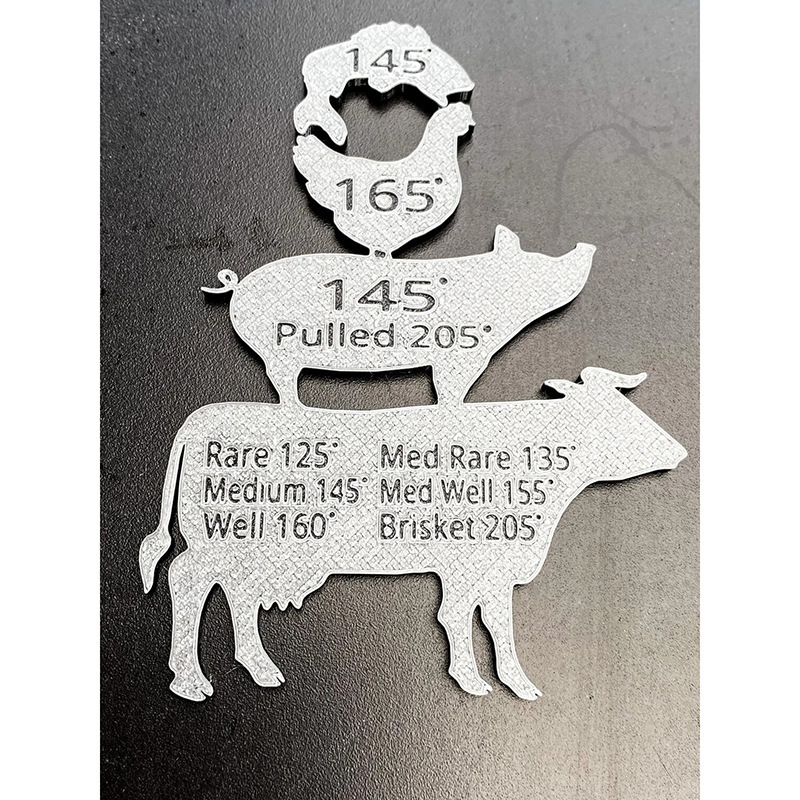 145°
165°
145°
Pulled 205°
Rare 125° Med Rare 135°
Medium 145° Med Well 155°
Well 160° Brisket 205°